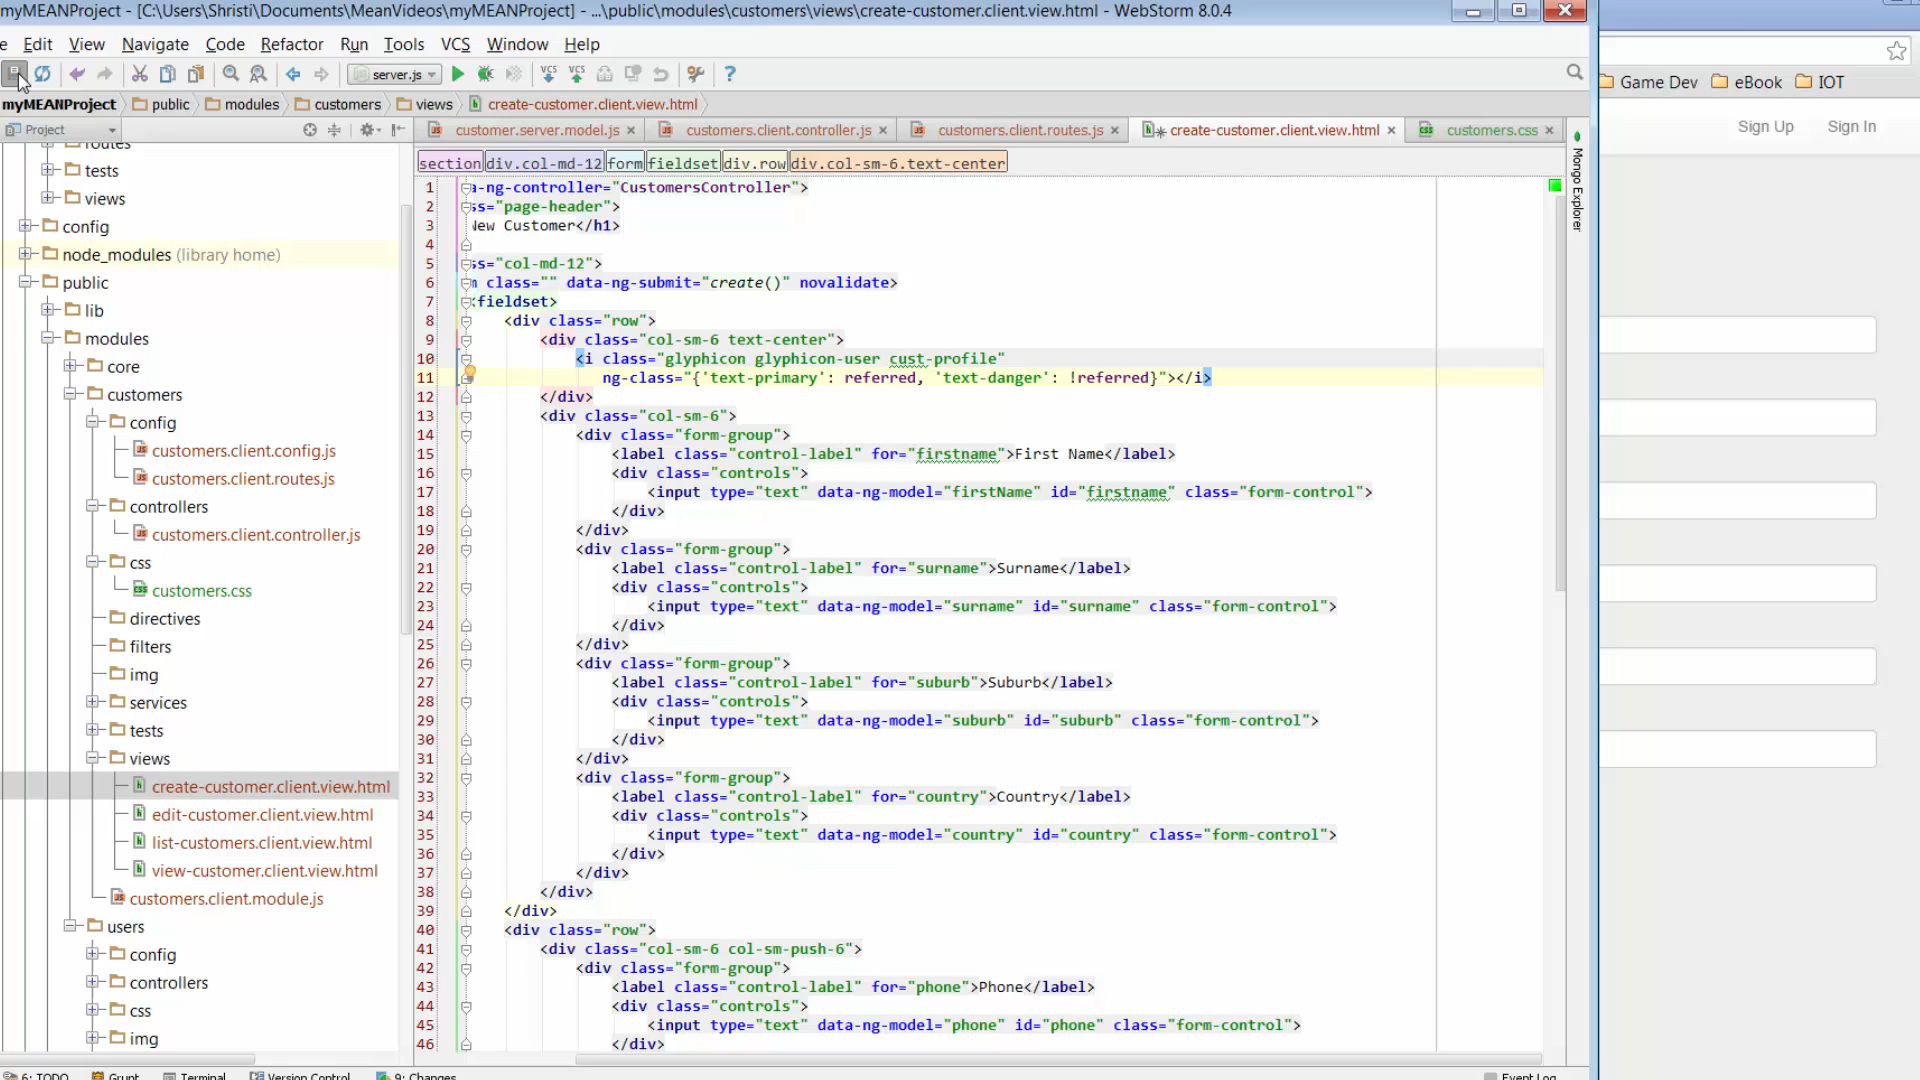 myMEANProject - [C:\Users\Shristi\Documents\MeanVideos\myMEANProject] - ...\public\modules\customers\views\create-customer.client.view.html - WebStorm 8.0.4
e Edit View Navigate Code Refactor Run Tools VCS Window Help
server.js
VCS VCS
Game Dev eBook IOT
myMEANProject public modules customers views create-customer.client.view.html
Project
customer.server.model.js customers.client.controller.js customers.client.routes.js create-customer.client.view.html customers.css
Sign Up Sign In
section div.col-md-12 form fieldset div.row div.col-sm-6.text-center
Mongo Explorer
routes
tests
views
config
node_modules (library home)
public
lib
modules
core
customers
config
customers.client.config.js
customers.client.routes.js
controllers
customers.client.controller.js
css
customers.css
directives
filters
img
services
tests
views
create-customer.client.view.html
edit-customer.client.view.html
list-customers.client.view.html
view-customer.client.view.html
customers.client.module.js
users
config
controllers
css
img
1 a-ng-controller="CustomersController">
2 ss="page-header">
3 New Customer</h1>
4
5 ss="col-md-12">
6 m class="" data-ng-submit="create()" novalidate>
7 <fieldset>
8 <div class="row">
9 <div class="col-sm-6 text-center">
10 <i class="glyphicon glyphicon-user cust-profile"
11 ng-class="{'text-primary': referred, 'text-danger': !referred}"></i>
12 </div>
13 <div class="col-sm-6">
14 <div class="form-group">
15 <label class="control-label" for="firstname">First Name</label>
16 <div class="controls">
17 <input type="text" data-ng-model="firstName" id="firstname" class="form-control">
18 </div>
19 </div>
20 <div class="form-group">
21 <label class="control-label" for="surname">Surname</label>
22 <div class="controls">
23 <input type="text" data-ng-model="surname" id="surname" class="form-control">
24 </div>
25 </div>
26 <div class="form-group">
27 <label class="control-label" for="suburb">Suburb</label>
28 <div class="controls">
29 <input type="text" data-ng-model="suburb" id="suburb" class="form-control">
30 </div>
31 </div>
32 <div class="form-group">
33 <label class="control-label" for="country">Country</label>
34 <div class="controls">
35 <input type="text" data-ng-model="country" id="country" class="form-control">
36 </div>
37 </div>
38 </div>
39 </div>
40 <div class="row">
41 <div class="col-sm-6 col-sm-push-6">
42 <div class="form-group">
43 <label class="control-label" for="phone">Phone</label>
44 <div class="controls">
45 <input type="text" data-ng-model="phone" id="phone" class="form-control">
46 </div>
6: TODO Grunt Terminal Version Control 9: Changes Event Log